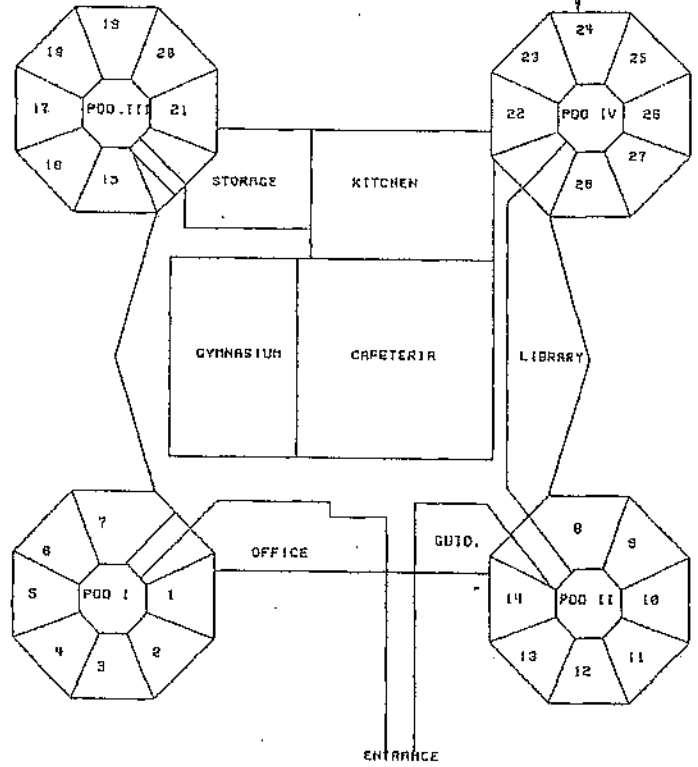 19
24
18
20
23
25
17
POD III
21
22
POD IV
26
16
15
27
STORAGE
KITCHEN
28
GYMNASIUM
CAFETERIA
LIBRARY
7
8
6
OFFICE
GUID.
9
5
POD I
1
14
POD II
10
4
3
2
13
12
11
ENTRANCE